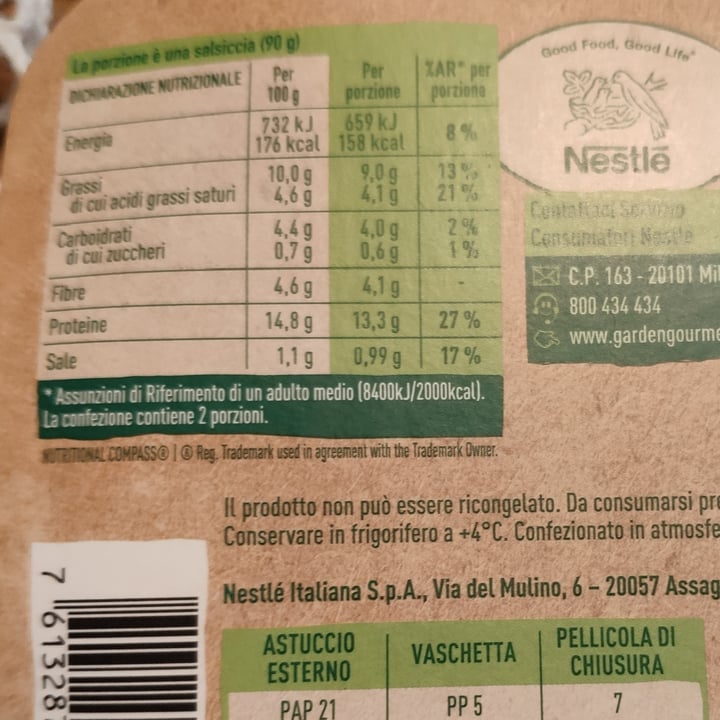 La porzione è una salsiccia (90 g)
DICHIARAZIONE NUTRIZIONALE Per 100 g Per porzione %AR* per porzione
Energia 732 kJ 176 kcal 659 kJ 158 kcal 8 %
Grassi 10,0 g 9,0 g 13 %
di cui acidi grassi saturi 4,6 g 4,1 g 21 %
Carboidrati 4,4 g 4,0 g 2 %
di cui zuccheri 0,7 g 0,6 g 1 %
Fibre 4,6 g 4,1 g -
Proteine 14,8 g 13,3 g 27 %
Sale 1,1 g 0,99 g 17 %
* Assunzioni di Riferimento di un adulto medio (8400kJ/2000kcal).
La confezione contiene 2 porzioni.
NUTRITIONAL COMPASS® | ® Reg. Trademark used in agreement with the Trademark Owner.
Good Food, Good Life*
Nestlé
Contattaci Servizio
Consumatori Nestlé
C.P. 163 - 20101 Mil
800 434 434
www.gardengourme
Il prodotto non può essere ricongelato. Da consumarsi pre
Conservare in frigorifero a +4°C. Confezionato in atmosfe
Nestlé Italiana S.p.A., Via del Mulino, 6 – 20057 Assag
ASTUCCIO ESTERNO VASCHETTA PELLICOLA DI CHIUSURA
PAP 21 PP 5 7
7 613287